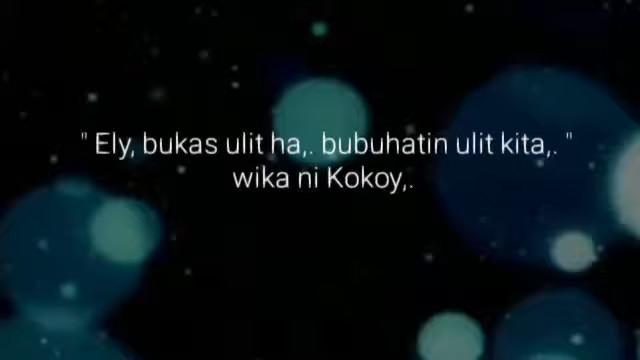 " Ely, bukas ulit ha,. bubuhatin ulit kita,. "
wika ni Kokoy,.